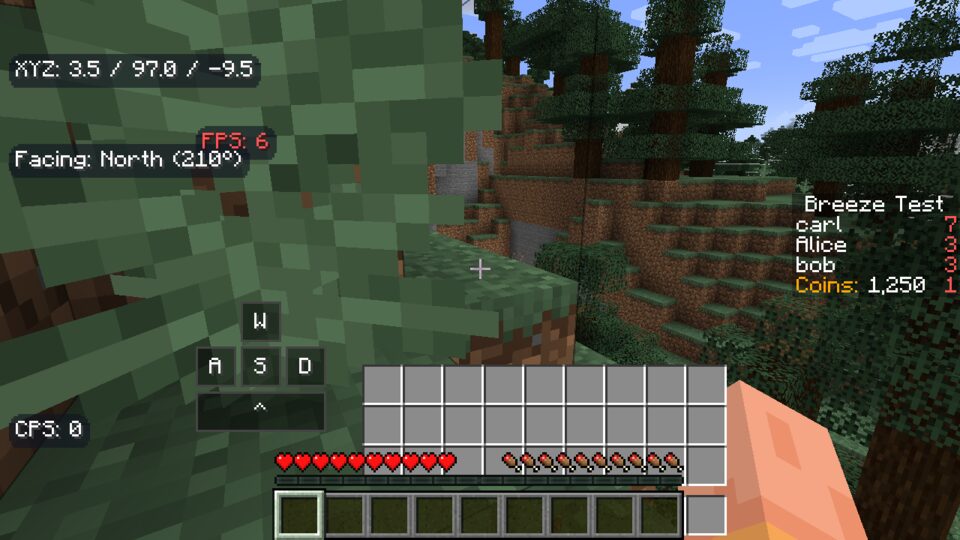 XYZ: 3.5 / 97.0 / -9.5
FPS: 6
Facing: North (210°)
Breeze Test
carl 7
Alice 3
bob 3
Coins: 1,250 1
W
A S D
^
CPS: 0